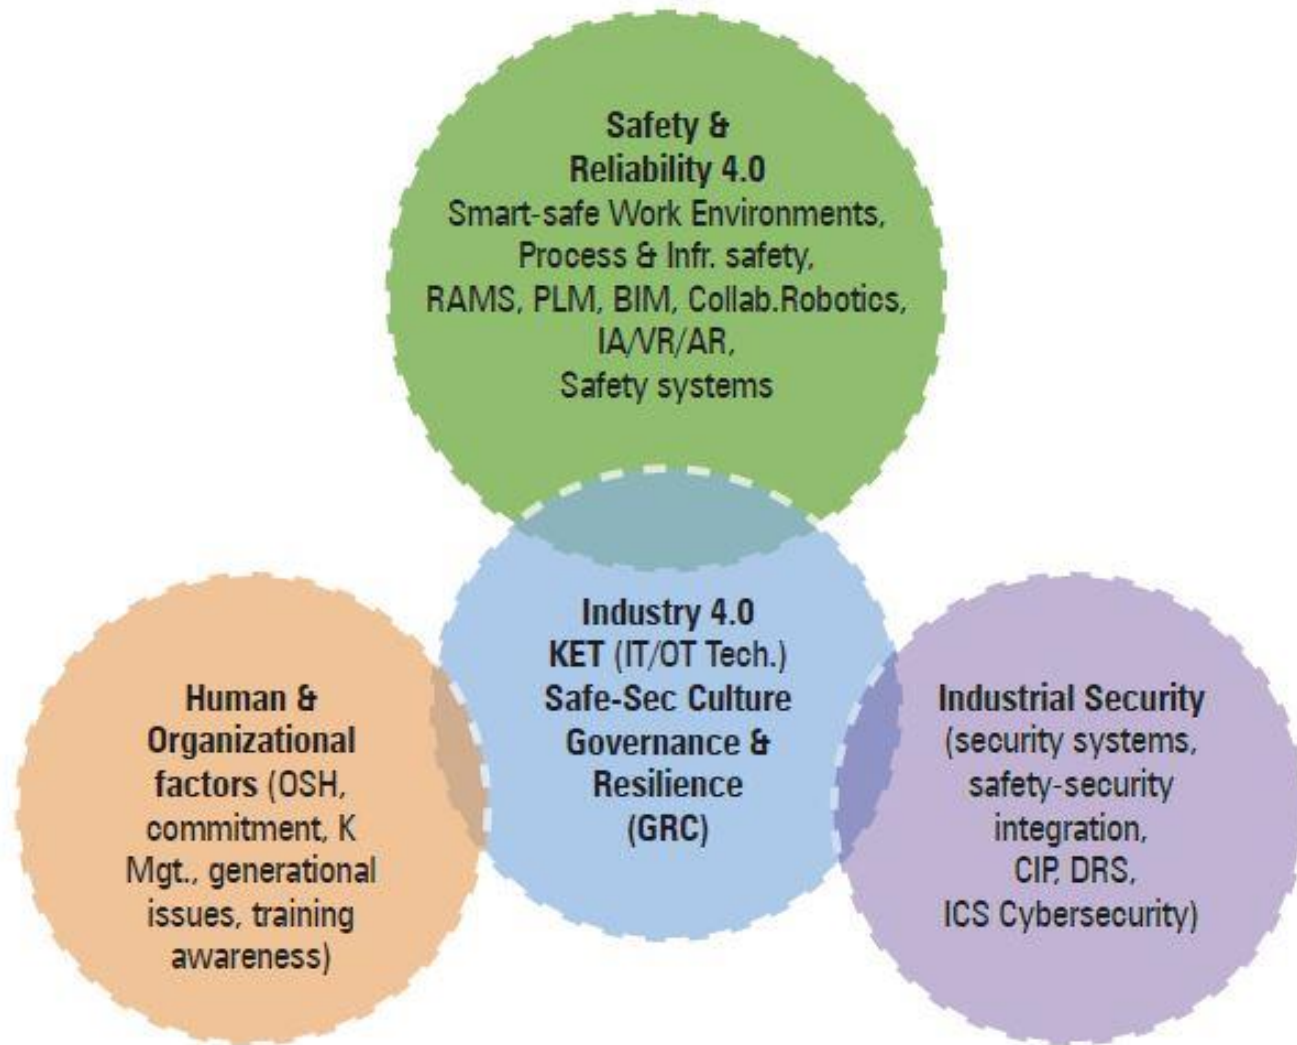 Safety &
Reliability 4.0
Smart-safe Work Environments,
Process & Infr. safety,
RAMS, PLM, BIM, Collab.Robotics,
IA/VR/AR,
Safety systems
Industry 4.0
KET (IT/OT Tech.)
Safe-Sec Culture
Governance &
Resilience
(GRC)
Human &
Organizational
factors (OSH,
commitment, K
Mgt., generational
issues, training
awareness)
Industrial Security
(security systems,
safety-security
integration,
CIP, DRS,
ICS Cybersecurity)